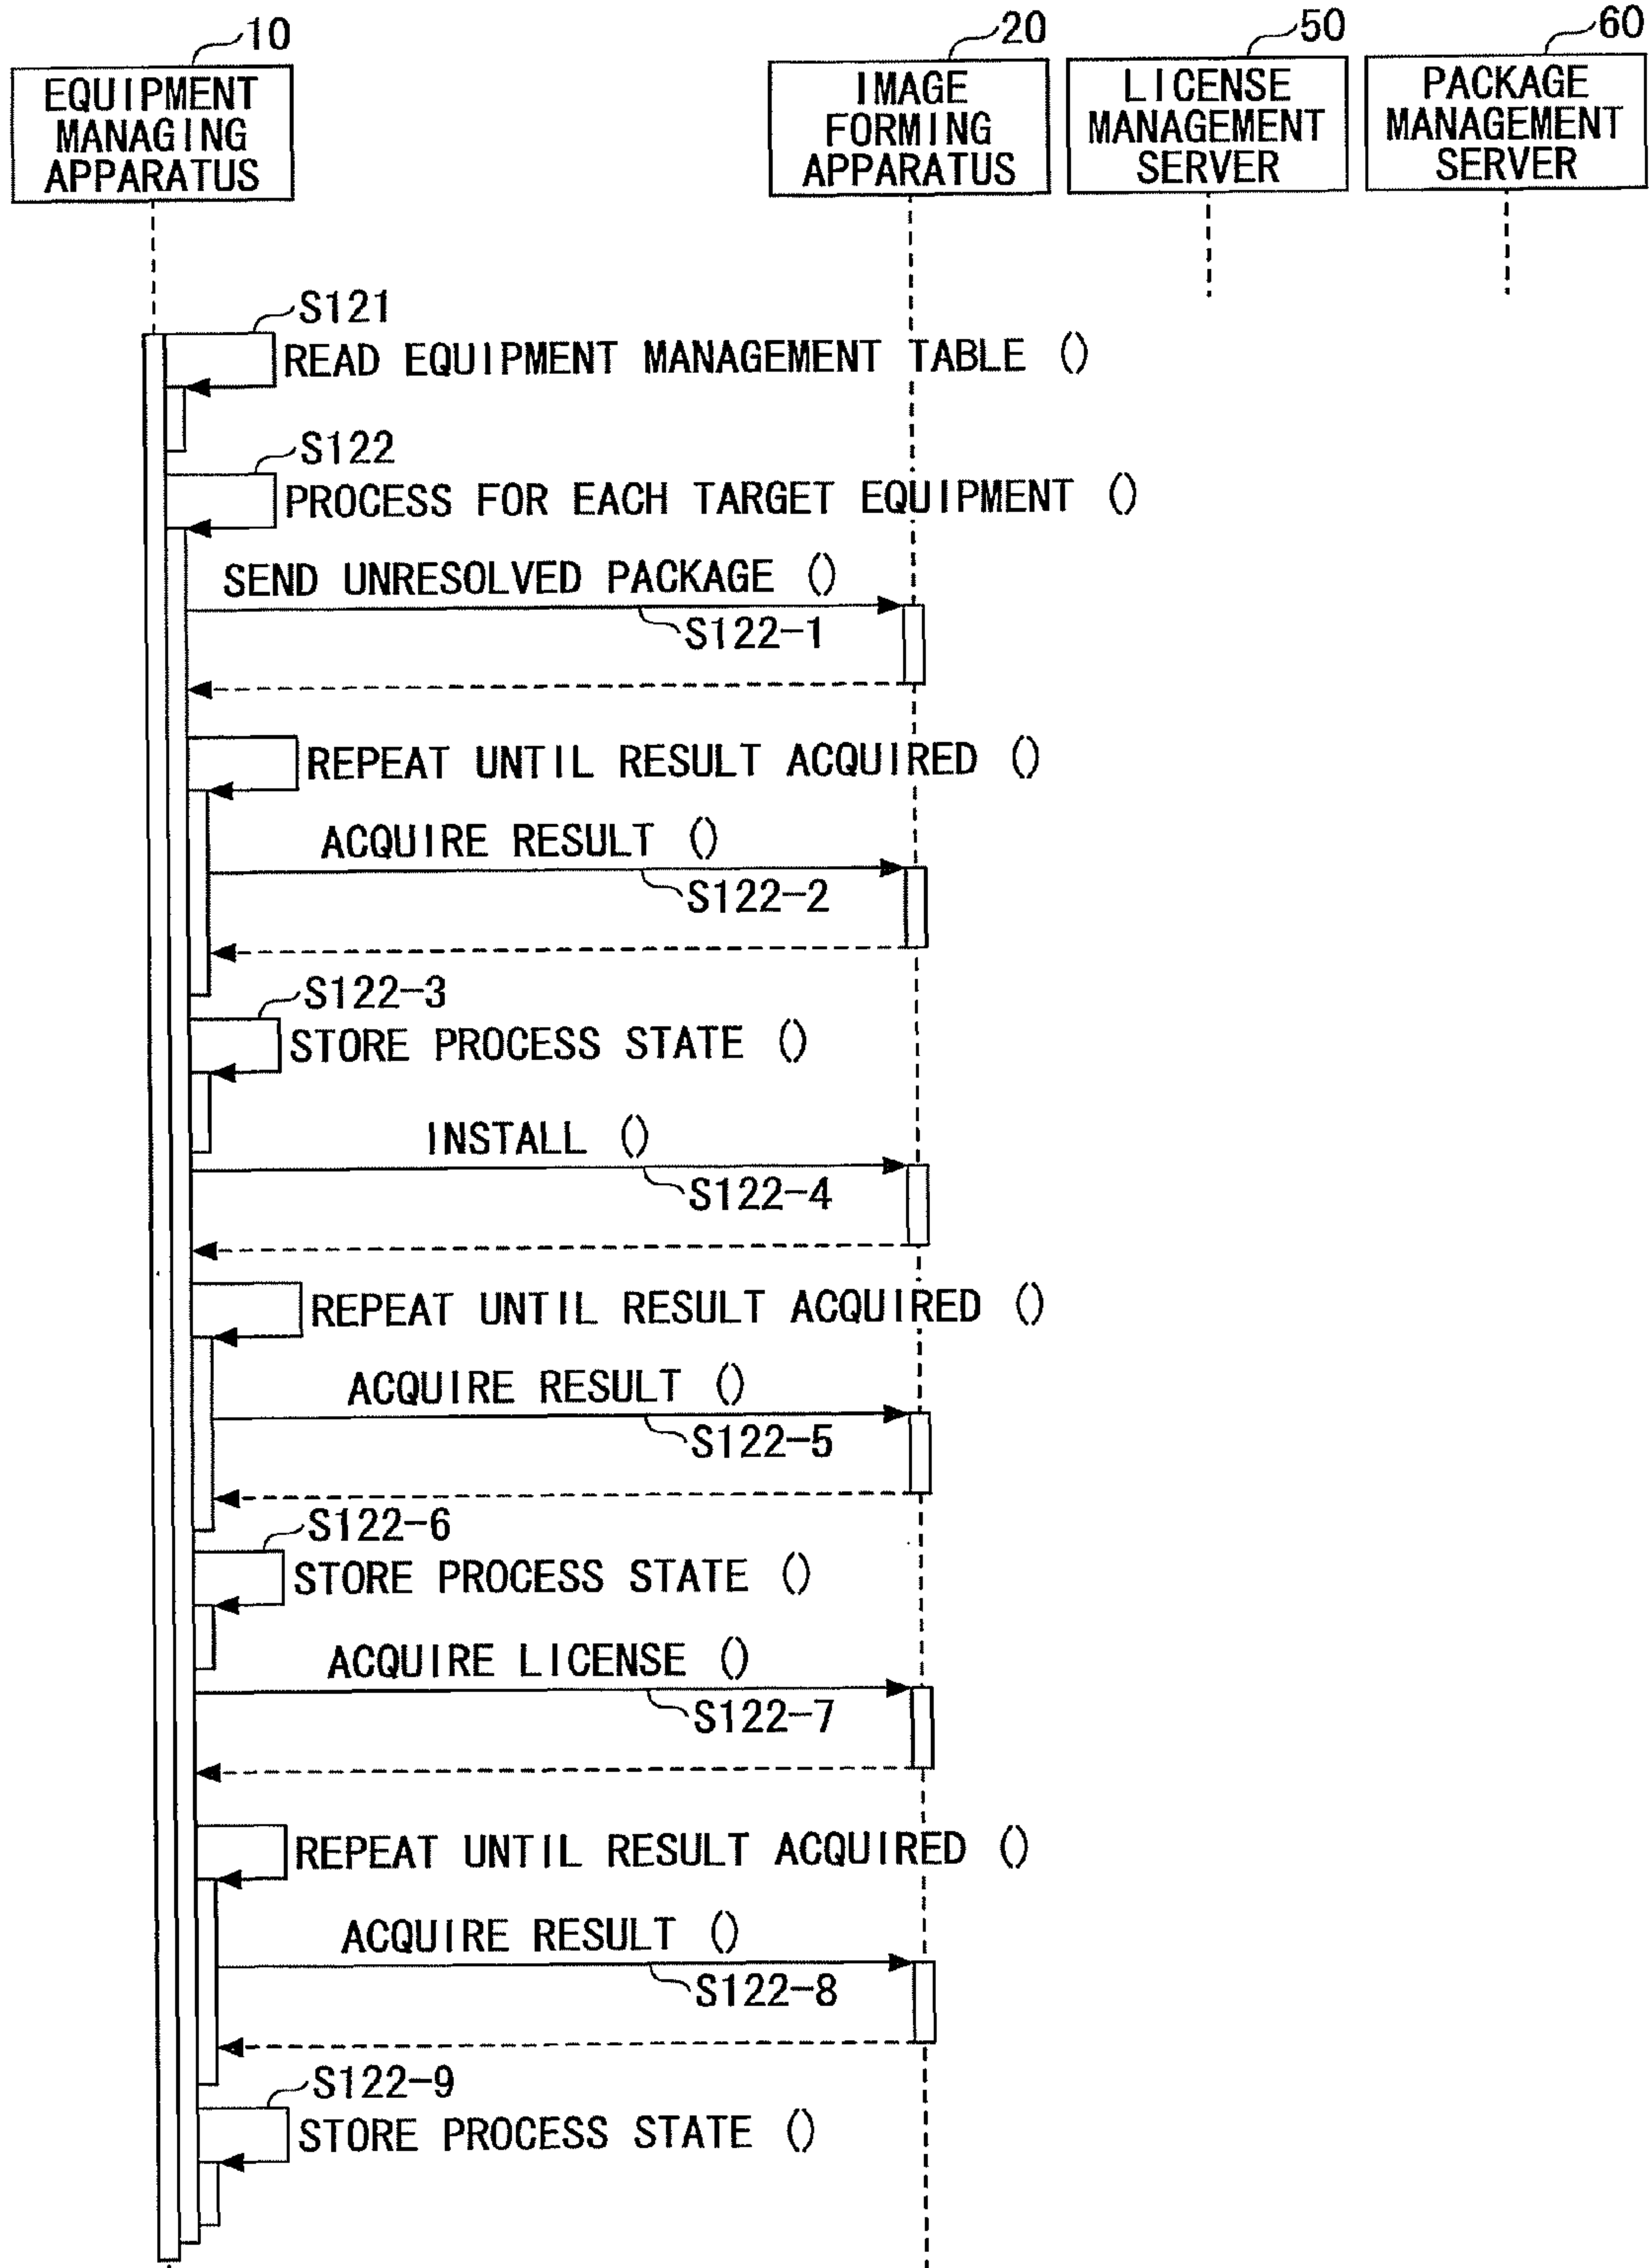 10
EQUIPMENT
MANAGING
APPARATUS
20
IMAGE
FORMING
APPARATUS
50
LICENSE
MANAGEMENT
SERVER
60
PACKAGE
MANAGEMENT
SERVER
S121
READ EQUIPMENT MANAGEMENT TABLE ()
S122
PROCESS FOR EACH TARGET EQUIPMENT ()
SEND UNRESOLVED PACKAGE ()
S122-1
REPEAT UNTIL RESULT ACQUIRED ()
ACQUIRE RESULT ()
S122-2
S122-3
STORE PROCESS STATE ()
INSTALL ()
S122-4
REPEAT UNTIL RESULT ACQUIRED ()
ACQUIRE RESULT ()
S122-5
S122-6
STORE PROCESS STATE ()
ACQUIRE LICENSE ()
S122-7
REPEAT UNTIL RESULT ACQUIRED ()
ACQUIRE RESULT ()
S122-8
S122-9
STORE PROCESS STATE ()